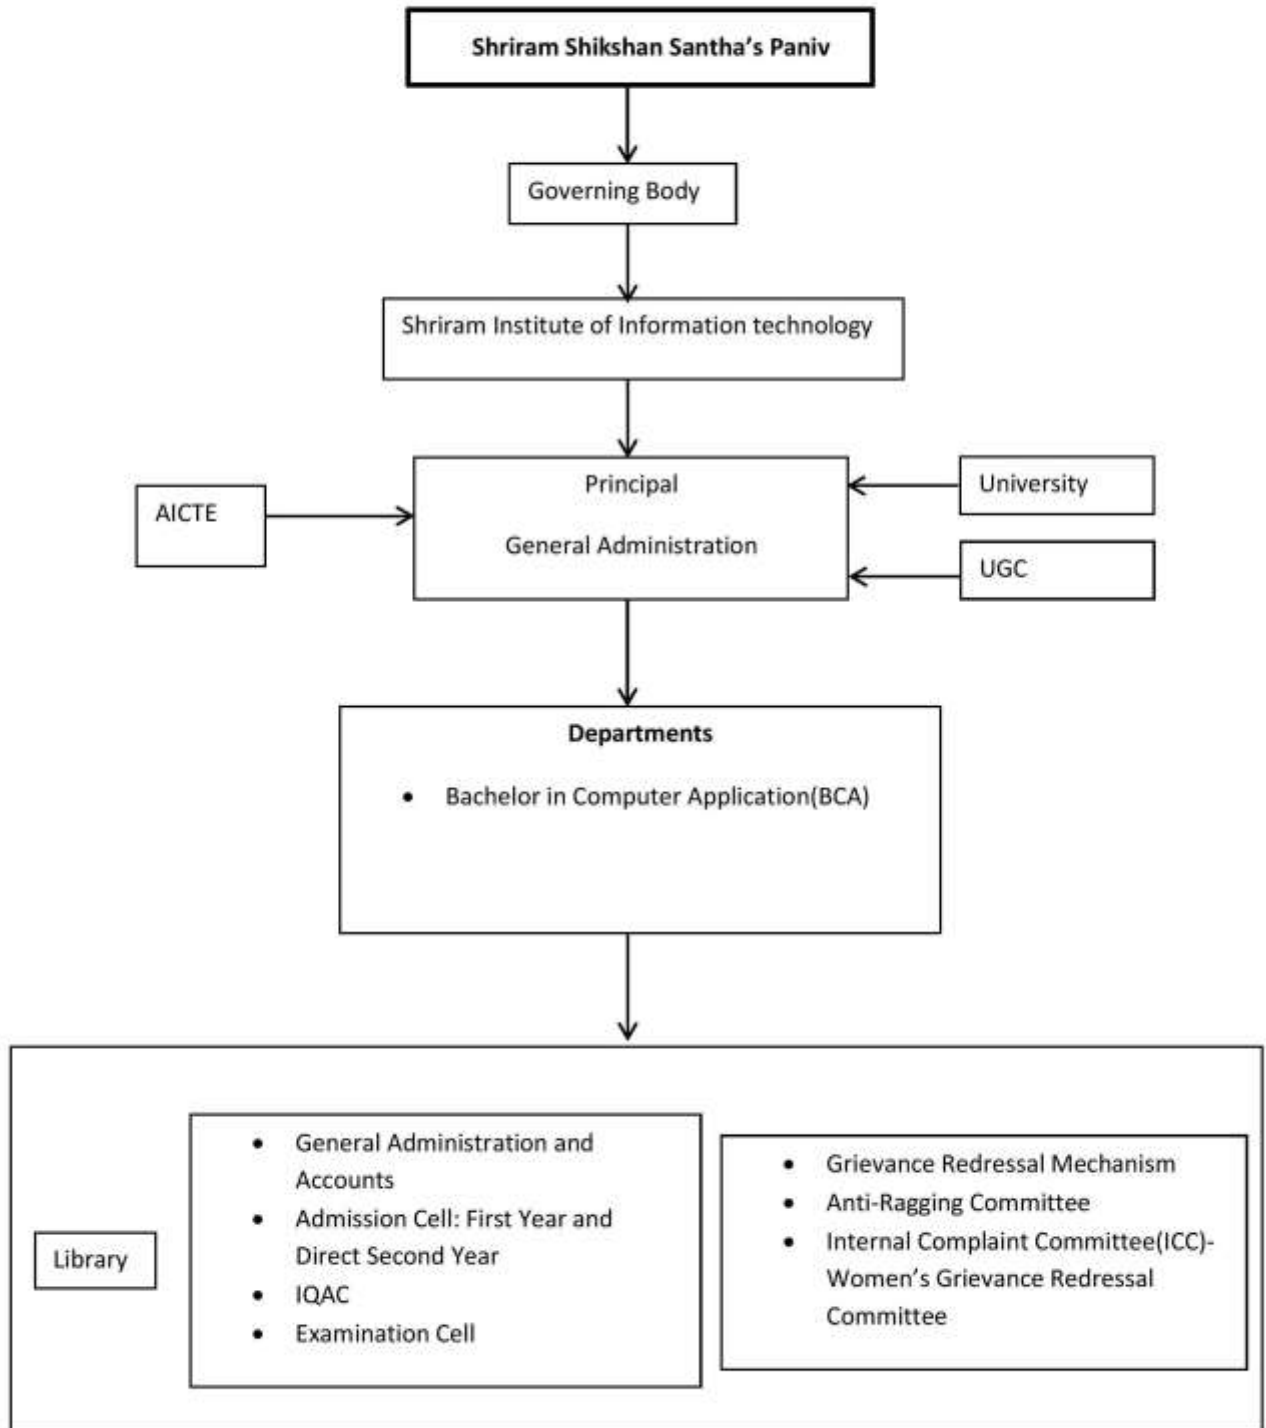 Shriram Shikshan Santha’s Paniv
Governing Body
Shriram Institute of Information technology
AICTE
Principal
General Administration
University
UGC
Departments
• Bachelor in Computer Application(BCA)
Library
• General Administration and
Accounts
• Admission Cell: First Year and
Direct Second Year
• IQAC
• Examination Cell
• Grievance Redressal Mechanism
• Anti-Ragging Committee
• Internal Complaint Committee(ICC)-
Women’s Grievance Redressal
Committee